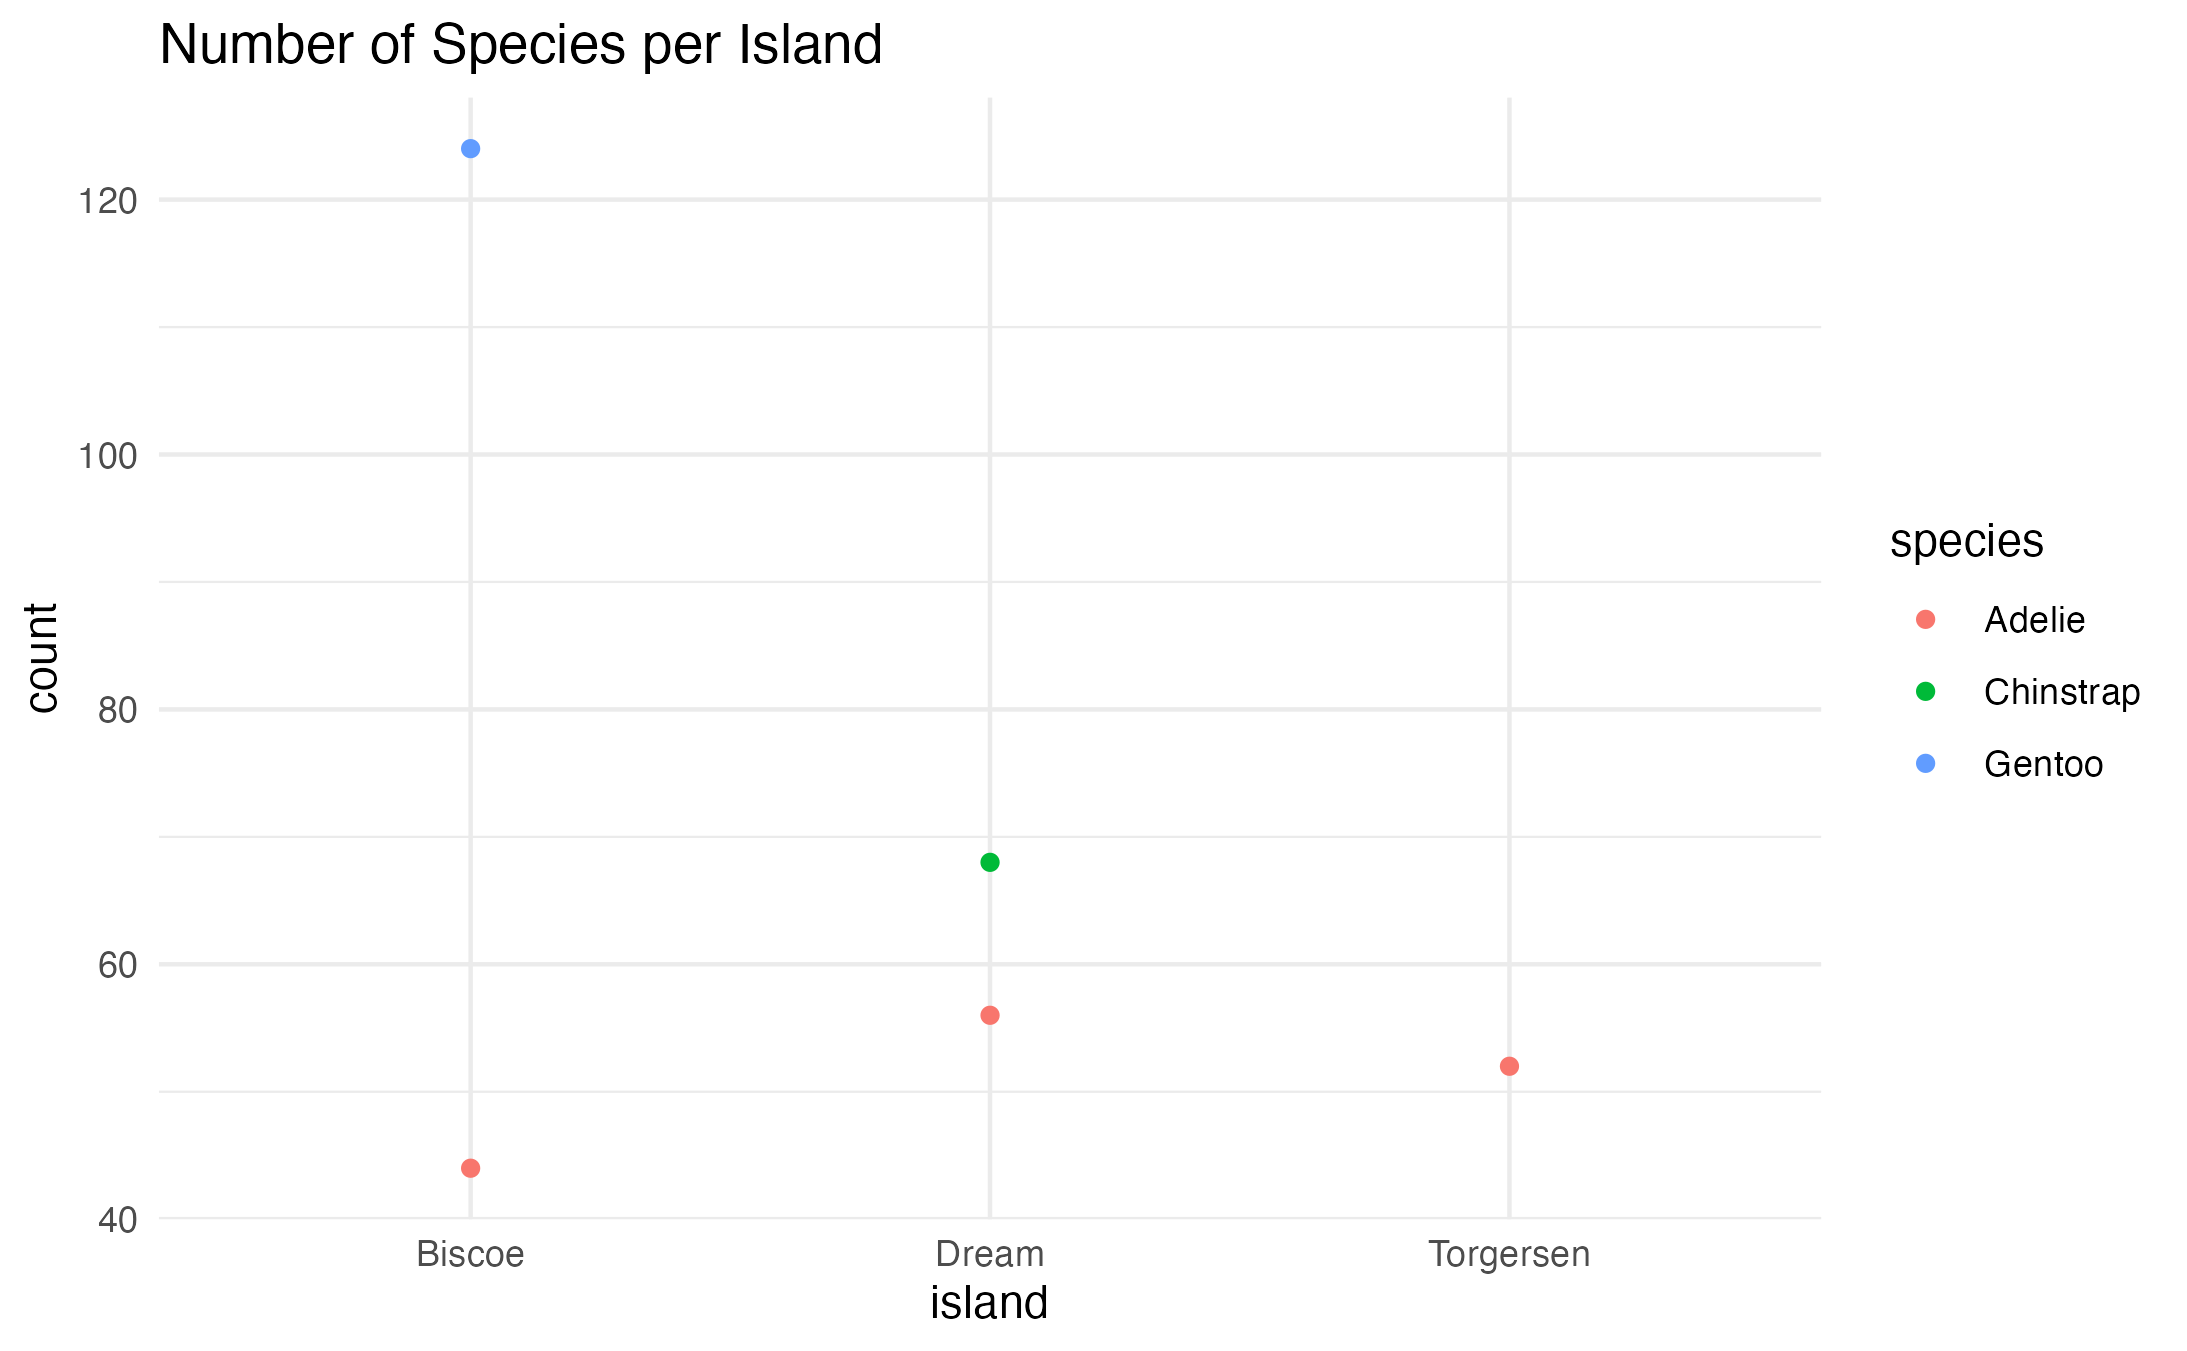 Number of Species per Island
count
120
100
80
60
40
Biscoe
Dream
Torgersen
island
species
Adelie
Chinstrap
Gentoo